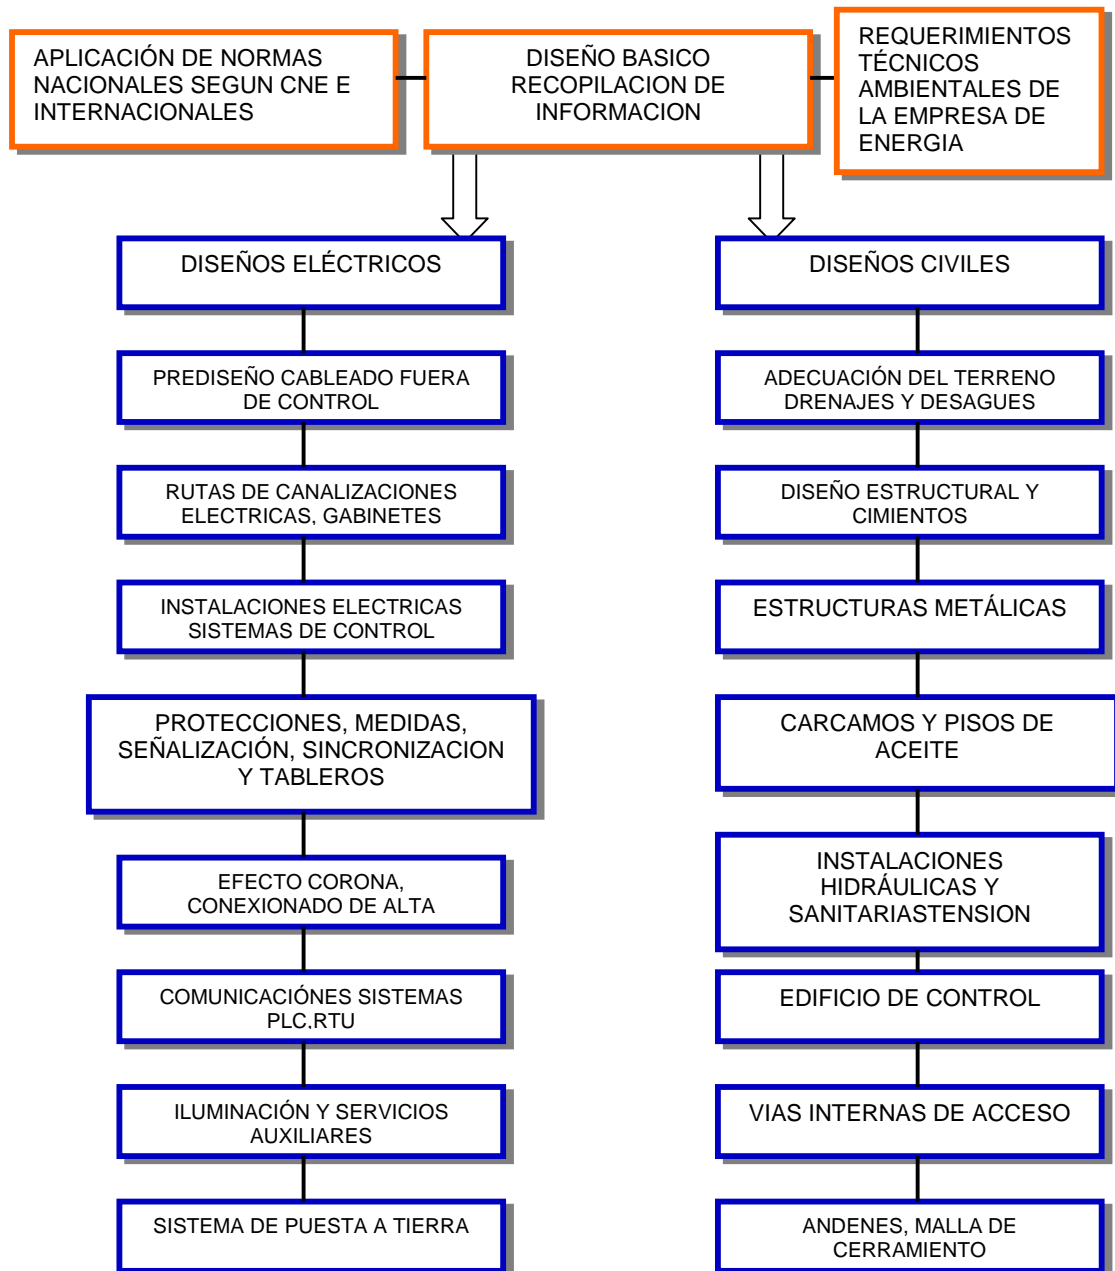 APLICACIÓN DE NORMAS
NACIONALES SEGUN CNE E
INTERNACIONALES
DISEÑO BASICO
RECOPILACION DE
INFORMACION
REQUERIMIENTOS
TÉCNICOS
AMBIENTALES DE
LA EMPRESA DE
ENERGIA
DISEÑOS ELÉCTRICOS
PREDISEÑO CABLEADO FUERA
DE CONTROL
RUTAS DE CANALIZACIONES
ELECTRICAS, GABINETES
INSTALACIONES ELECTRICAS
SISTEMAS DE CONTROL
PROTECCIONES, MEDIDAS,
SEÑALIZACIÓN, SINCRONIZACION
Y TABLEROS
EFECTO CORONA,
CONEXIONADO DE ALTA
COMUNICACIÓNES SISTEMAS
PLC,RTU
ILUMINACIÓN Y SERVICIOS
AUXILIARES
SISTEMA DE PUESTA A TIERRA
DISEÑOS CIVILES
ADECUACIÓN DEL TERRENO
DRENAJES Y DESAGUES
DISEÑO ESTRUCTURAL Y
CIMIENTOS
ESTRUCTURAS METÁLICAS
CARCAMOS Y PISOS DE
ACEITE
INSTALACIONES
HIDRÁULICAS Y
SANITARIASTENSION
EDIFICIO DE CONTROL
VIAS INTERNAS DE ACCESO
ANDENES, MALLA DE
CERRAMIENTO